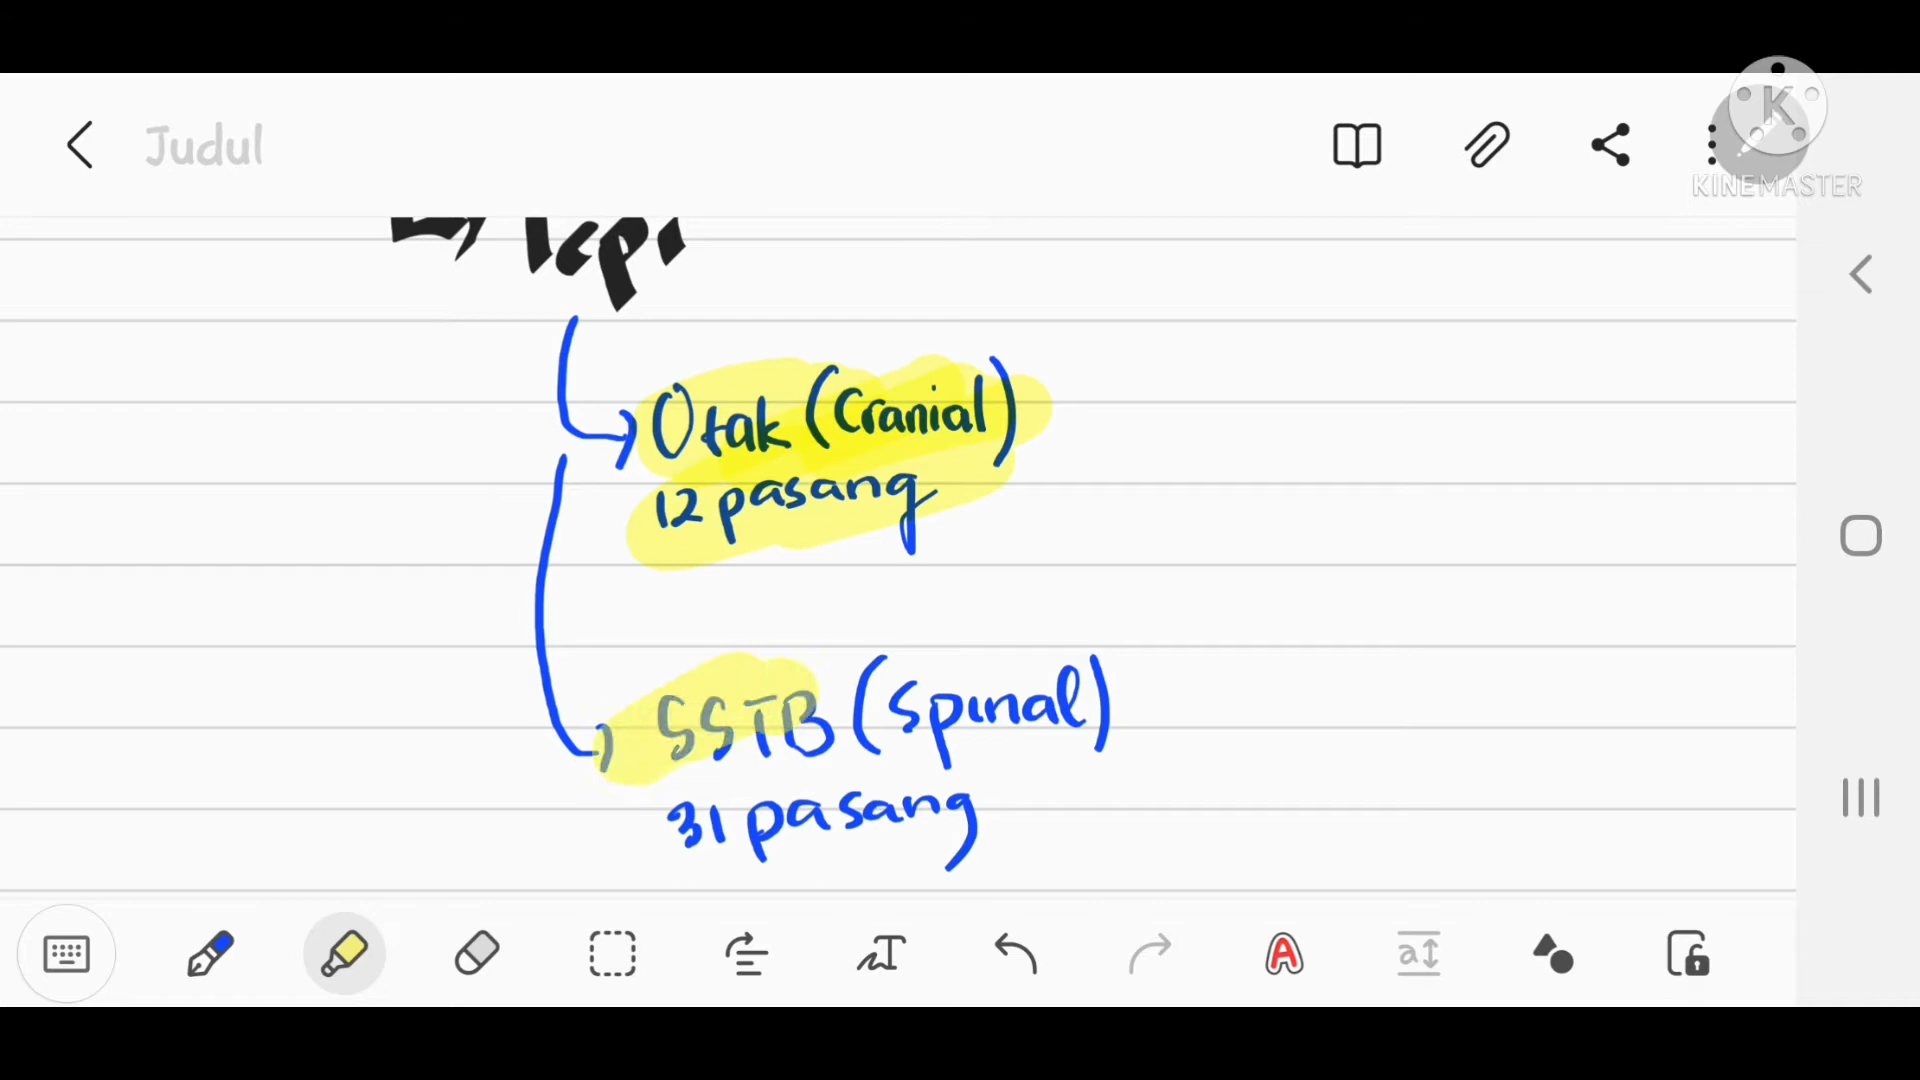 Judul
KINEMASTER
Otak (Cranial)
12 pasang
SSTB (Spinal)
31 pasang